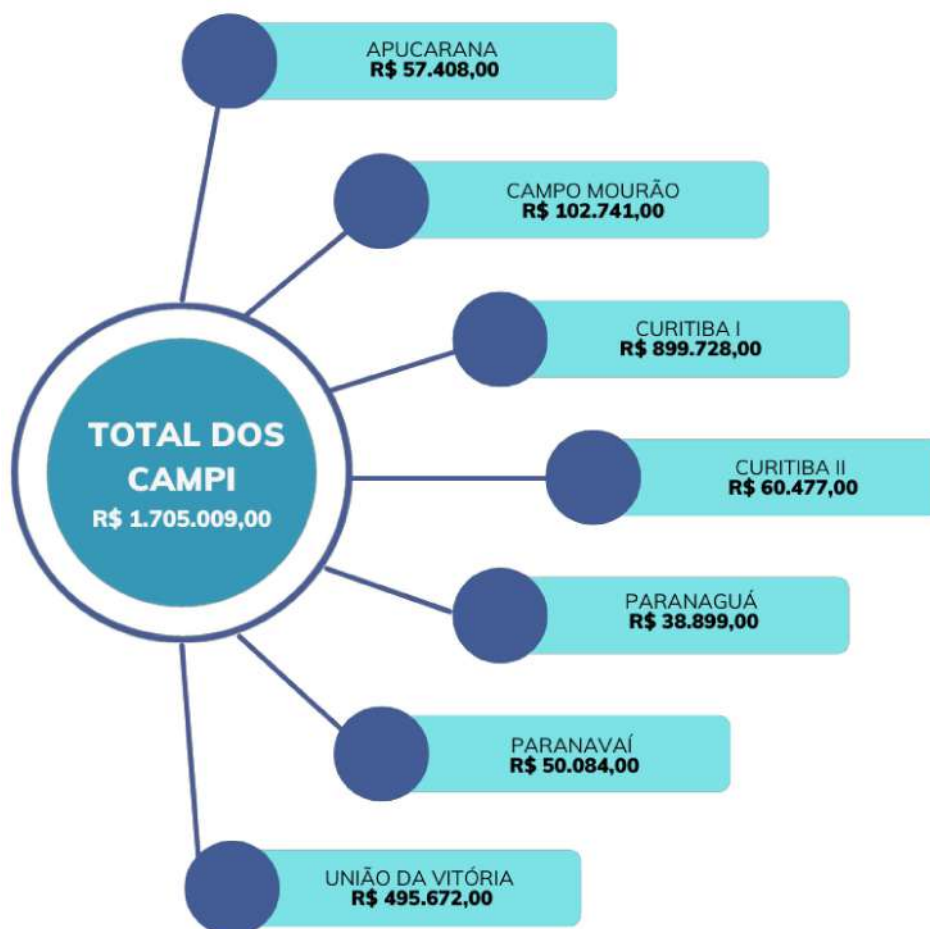 APUCARANA
R$ 57.408,00
CAMPO MOURÃO
R$ 102.741,00
CURITIBA I
R$ 899.728,00
TOTAL DOS
CAMPI
R$ 1.705.009,00
CURITIBA II
R$ 60.477,00
PARANAGUÁ
R$ 38.899,00
PARANAVAÍ
R$ 50.084,00
UNIÃO DA VITÓRIA
R$ 495.672,00